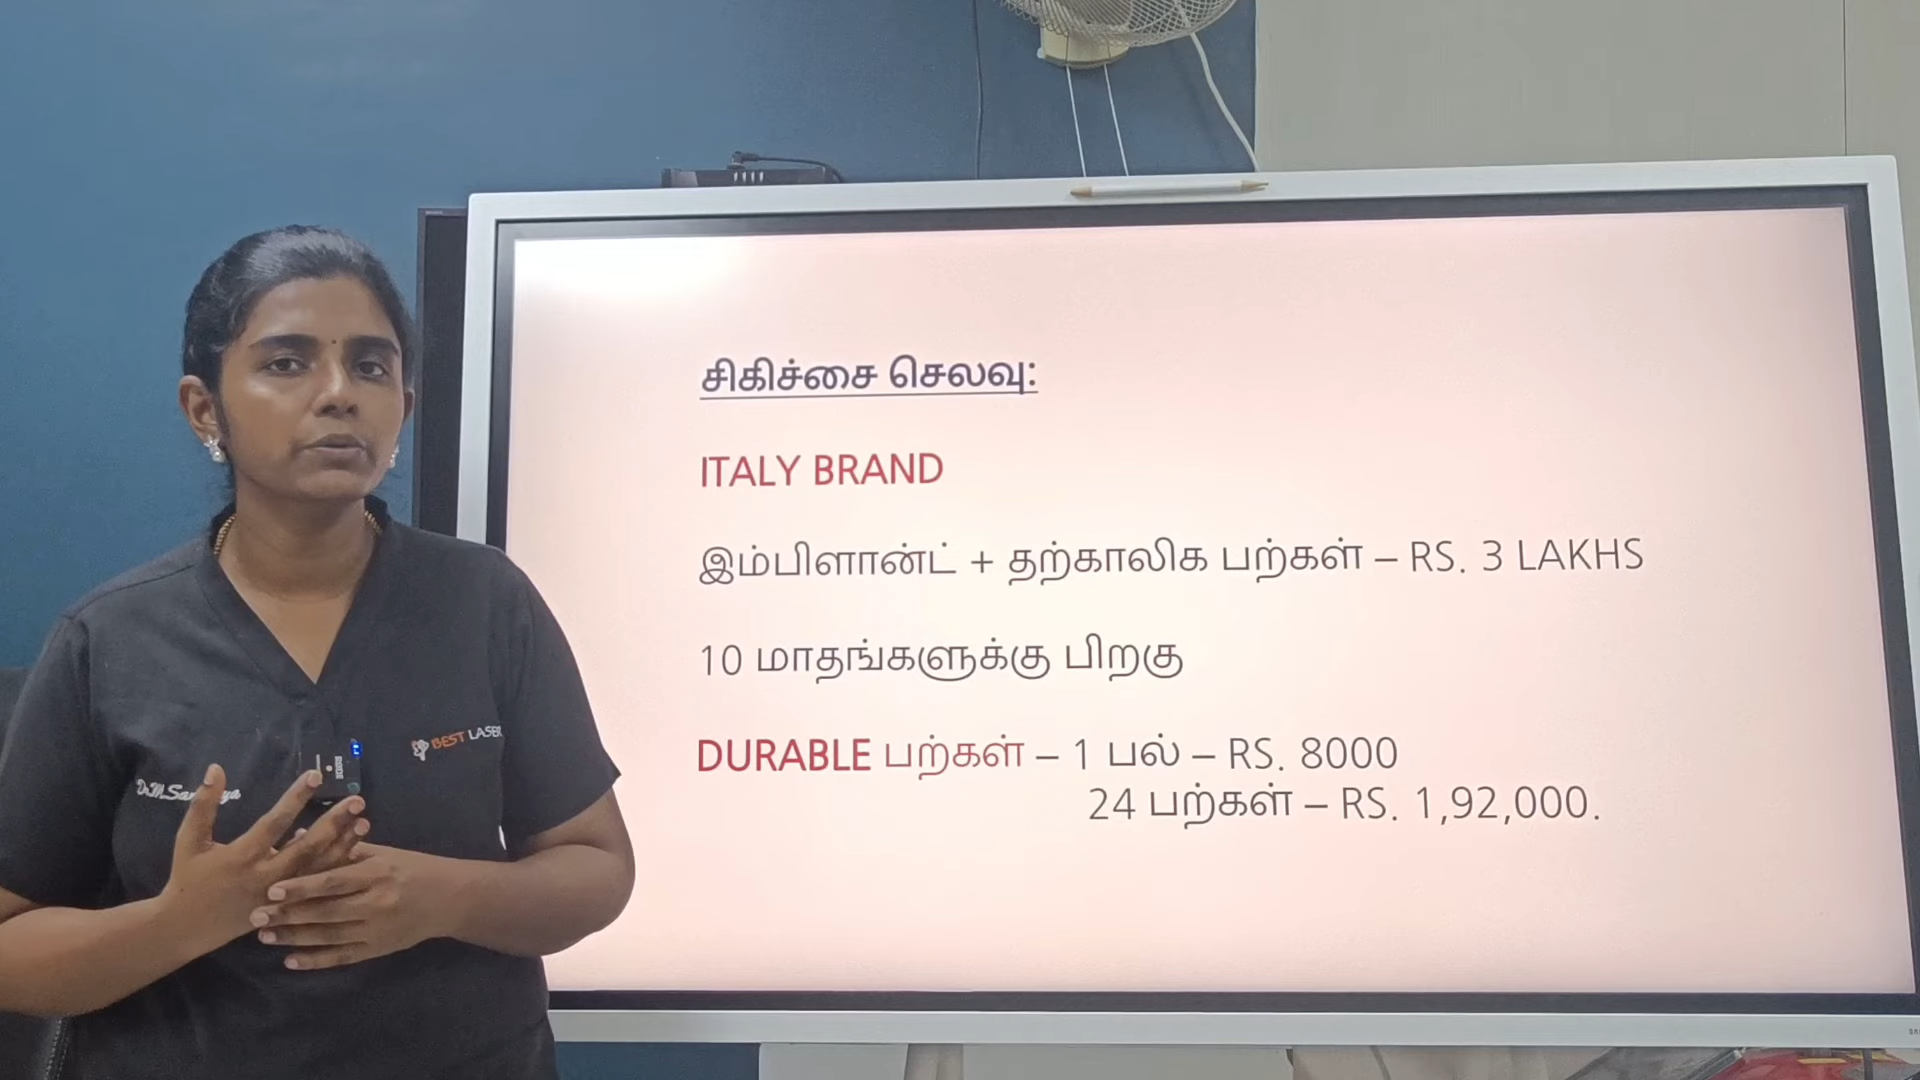 சிகிச்சை செலவு:
ITALY BRAND
இம்பிளான்ட் + தற்காலிக பற்கள் – RS. 3 LAKHS
10 மாதங்களுக்கு பிறகு
DURABLE பற்கள் – 1 பல் – RS. 8000
24 பற்கள் – RS. 1,92,000.
BEST LASER